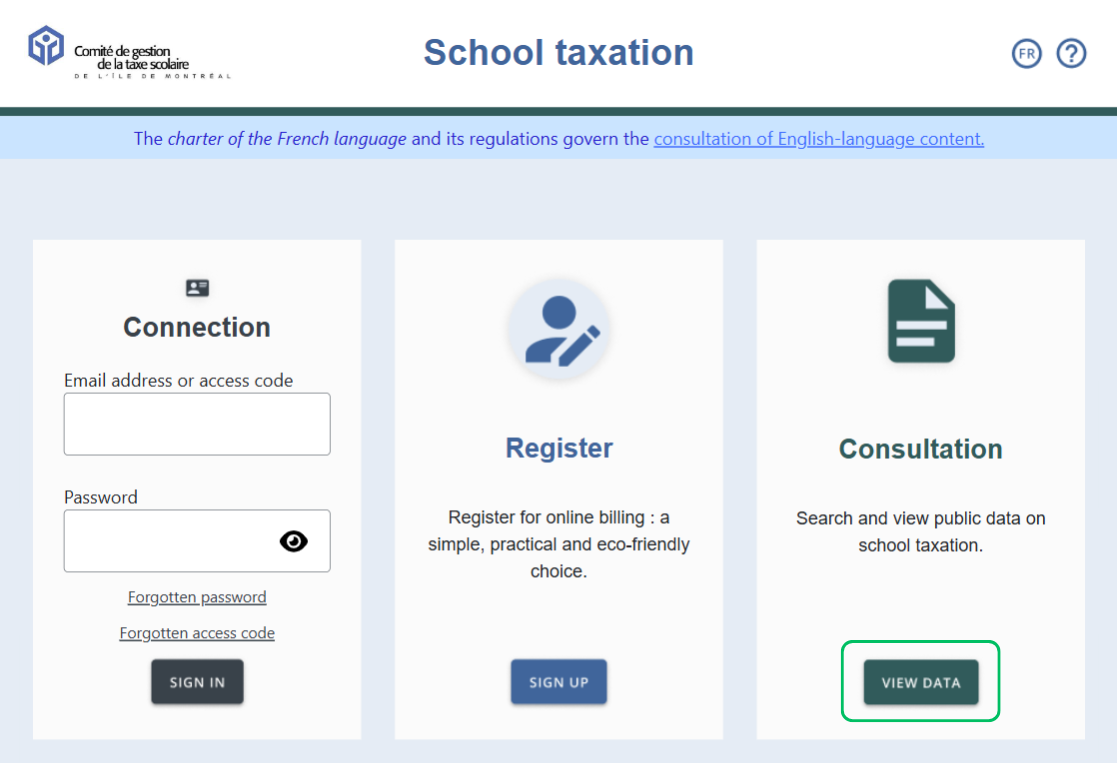 Comité de gestion
de la taxe scolaire
DE L'ÎLE DE MONTRÉAL
School taxation
FR
?
The charter of the French language and its regulations govern the consultation of English-language content.
Connection
Email address or access code
Password
Forgotten password
Forgotten access code
SIGN IN
Register
Register for online billing : a
simple, practical and eco-friendly
choice.
SIGN UP
Consultation
Search and view public data on
school taxation.
VIEW DATA